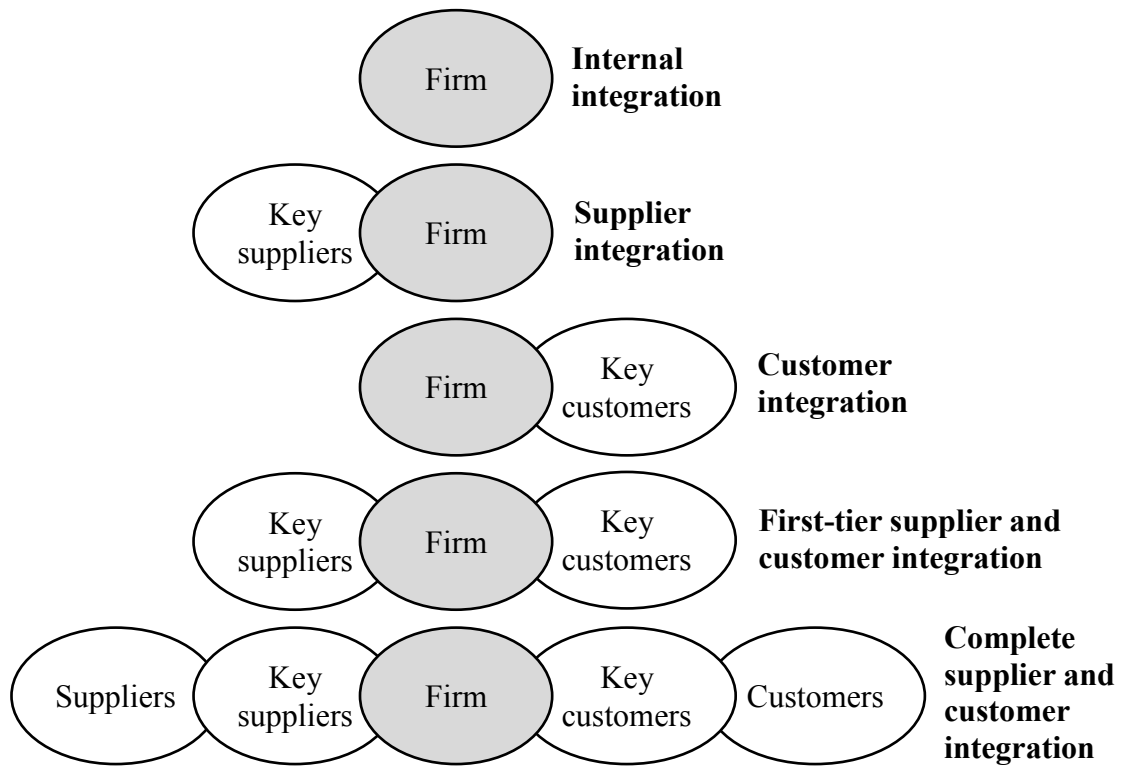 Firm
Internal
integration
Key
suppliers
Firm
Supplier
integration
Firm
Key
customers
Customer
integration
Key
suppliers
Firm
Key
customers
First-tier supplier and
customer integration
Suppliers
Key
suppliers
Firm
Key
customers
Customers
Complete
supplier and
customer
integration